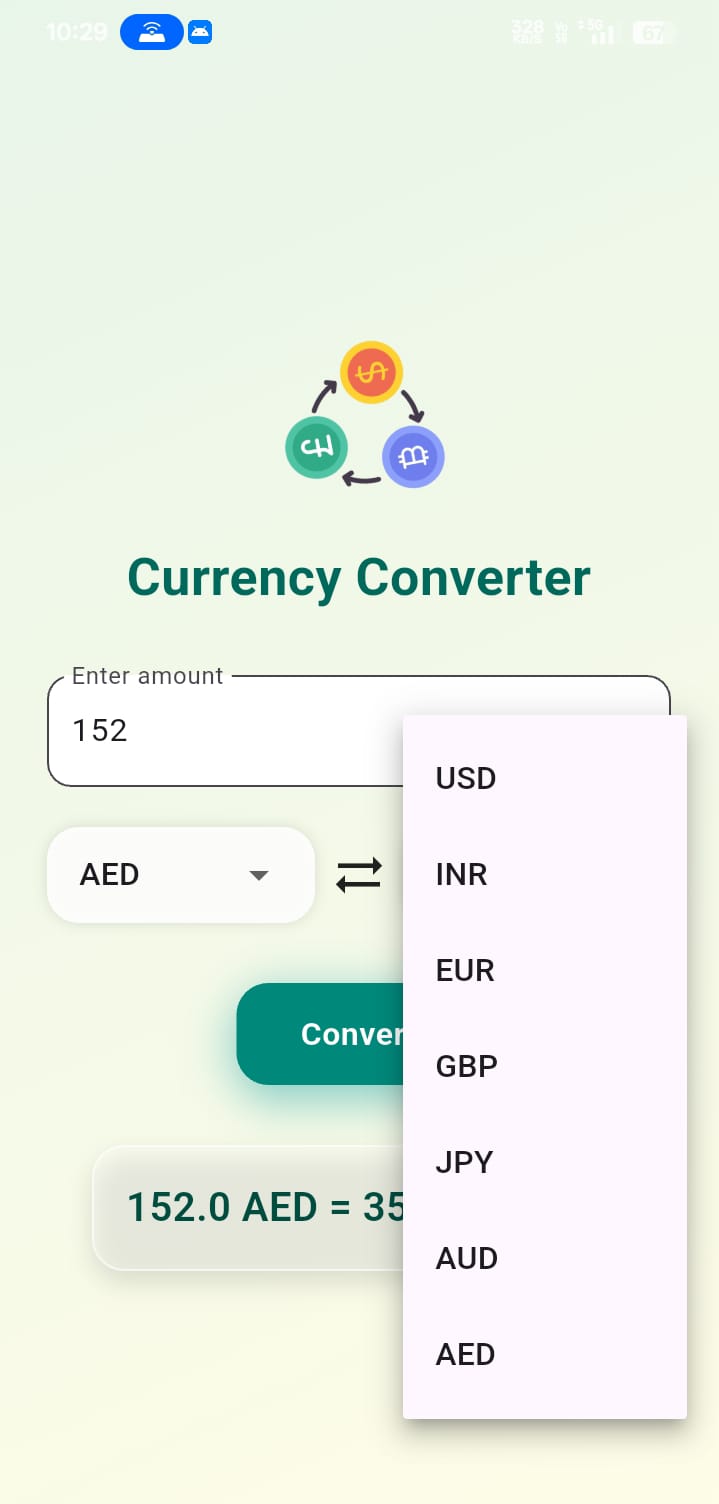 10:29
328
KB/S
5G
67
Currency Converter
Enter amount
152
USD
AED
INR
EUR
Conver
GBP
JPY
152.0 AED = 35
AUD
AED